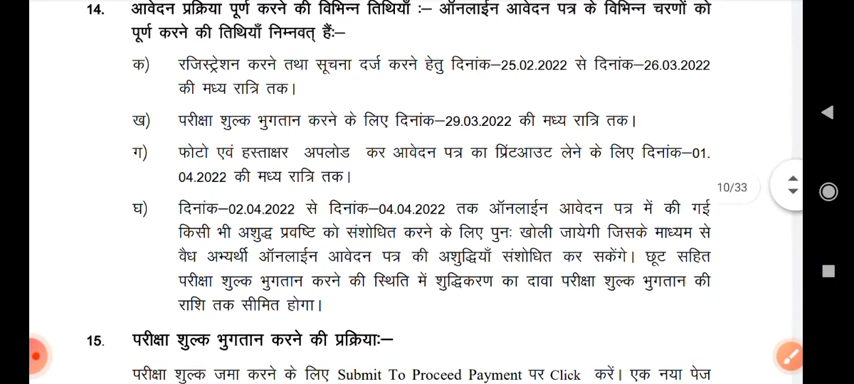 14. आवेदन प्रक्रिया पूर्ण करने की विभिन्न तिथियाँ :– ऑनलाईन आवेदन पत्र के विभिन्न चरणों को
पूर्ण करने की तिथियाँ निम्नवत् हैं:–
क) रजिस्ट्रेशन करने तथा सूचना दर्ज करने हेतु दिनांक–25.02.2022 से दिनांक–26.03.2022
की मध्य रात्रि तक।
ख) परीक्षा शुल्क भुगतान करने के लिए दिनांक–29.03.2022 की मध्य रात्रि तक।
ग) फोटो एवं हस्ताक्षर अपलोड कर आवेदन पत्र का प्रिंटआउट लेने के लिए दिनांक–01.
04.2022 की मध्य रात्रि तक।
10/33
घ) दिनांक–02.04.2022 से दिनांक–04.04.2022 तक ऑनलाईन आवेदन पत्र में की गई
किसी भी अशुद्ध प्रवष्टि को संशोधित करने के लिए पुनः खोली जायेगी जिसके माध्यम से
वैध अभ्यर्थी ऑनलाईन आवेदन पत्र की अशुद्धियाँ संशोधित कर सकेंगे। छूट सहित
परीक्षा शुल्क भुगतान करने की स्थिति में शुद्धिकरण का दावा परीक्षा शुल्क भुगतान की
राशि तक सीमित होगा।
15. परीक्षा शुल्क भुगतान करने की प्रक्रियाः–
परीक्षा शुल्क जमा करने के लिए Submit To Proceed Payment पर Click करें। एक नया पेज